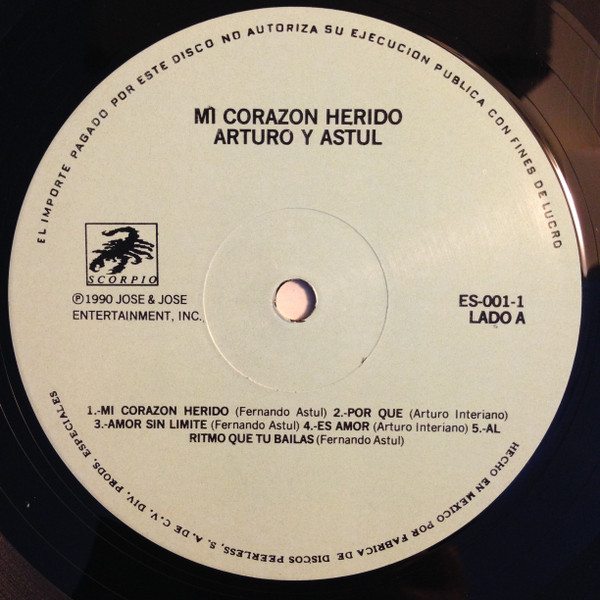 EL IMPORTE PAGADO POR ESTE DISCO NO AUTORIZA SU EJECUCION PUBLICA CON FINES DE LUCRO
MI CORAZON HERIDO
ARTURO Y ASTUL
SCORPIO
℗1990 JOSE & JOSE
ENTERTAINMENT, INC.
ES-001-1
LADO A
1.-MI CORAZON HERIDO (Fernando Astul) 2.-POR QUE (Arturo Interiano)
3.-AMOR SIN LIMITE (Fernando Astul) 4.-ES AMOR (Arturo Interiano) 5.-AL
RITMO QUE TU BAILAS (Fernando Astul)
HECHO EN MEXICO POR FABRICA DE DISCOS PEERLESS, S. A. DE C. V. DIV. PRODS. ESPECIALES